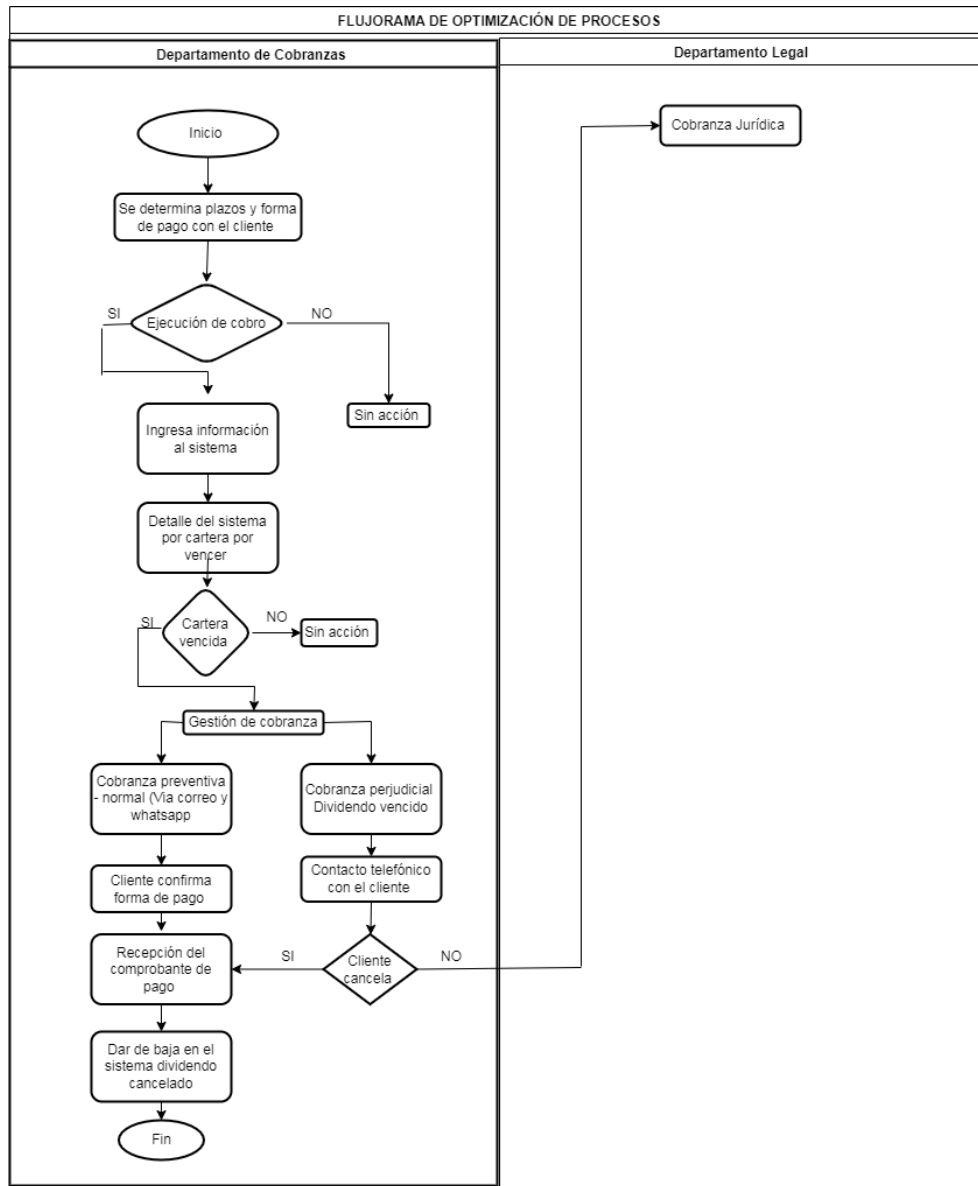 FLUJORAMA DE OPTIMIZACIÓN DE PROCESOS
Departamento de Cobranzas
Departamento Legal
Inicio
Cobranza Jurídica
Se determina plazos y forma
de pago con el cliente
SI
Ejecución de cobro
NO
Sin acción
Ingresa información
al sistema
Detalle del sistema
por cartera por
vencer
SI
Cartera
vencida
NO
Sin acción
Gestión de cobranza
Cobranza preventiva
- normal (Via correo y
whatsapp
Cobranza perjudicial
Dividendo vencido
Cliente confirma
forma de pago
Contacto telefónico
con el cliente
Recepción del
comprobante de
pago
SI
Cliente
cancela
NO
Dar de baja en el
sistema dividendo
cancelado
Fin